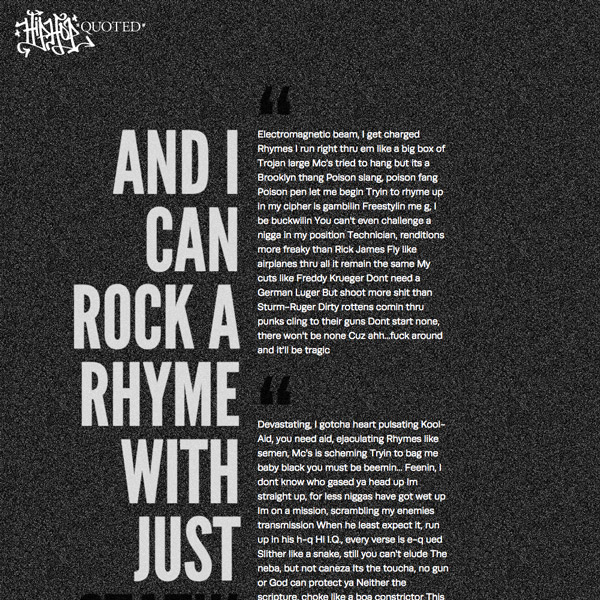 HipHop QUOTED"
AND I
CAN
ROCK A
RHYME
WITH
JUST
“
Electromagnetic beam, I get charged
Rhymes I run right thru em like a big box of
Trojan large Mc's tried to hang but its a
Brooklyn thang Poison slang, poison fang
Poison pen let me begin Tryin to rhyme up
in my cipher is gambilin Freestylin me g, I
be buckwilin You can't even challenge a
nigga in my position Technician, renditions
more freaky than Rick James Fly like
airplanes thru all it remain the same My
cuts like Freddy Krueger Dont need a
German Luger But shoot more shit than
Sturm-Ruger Dirty rottens comin thru
punks cling to their guns Dont start none,
there won't be none Cuz ahh...fuck around
and it'll be tragic
“
Devastating, I gotcha heart pulsating Kool-
Aid, you need aid, ejaculating Rhymes like
semen, Mc's is scheming Tryin to bag me
baby black you must be beemin... Feenin, I
dont know who gased ya head up Im
straight up, for less niggas have got wet up
Im on a mission, scrambling my enemies
transmission When he least expect it, run
up in his h-q HI I.Q., every verse is e-q ued
Slither like a snake, still you can't elude The
neba, but not caneza Its the toucha, no gun
or God can protect ya Neither the
scripture, choke like a boa constrictor This